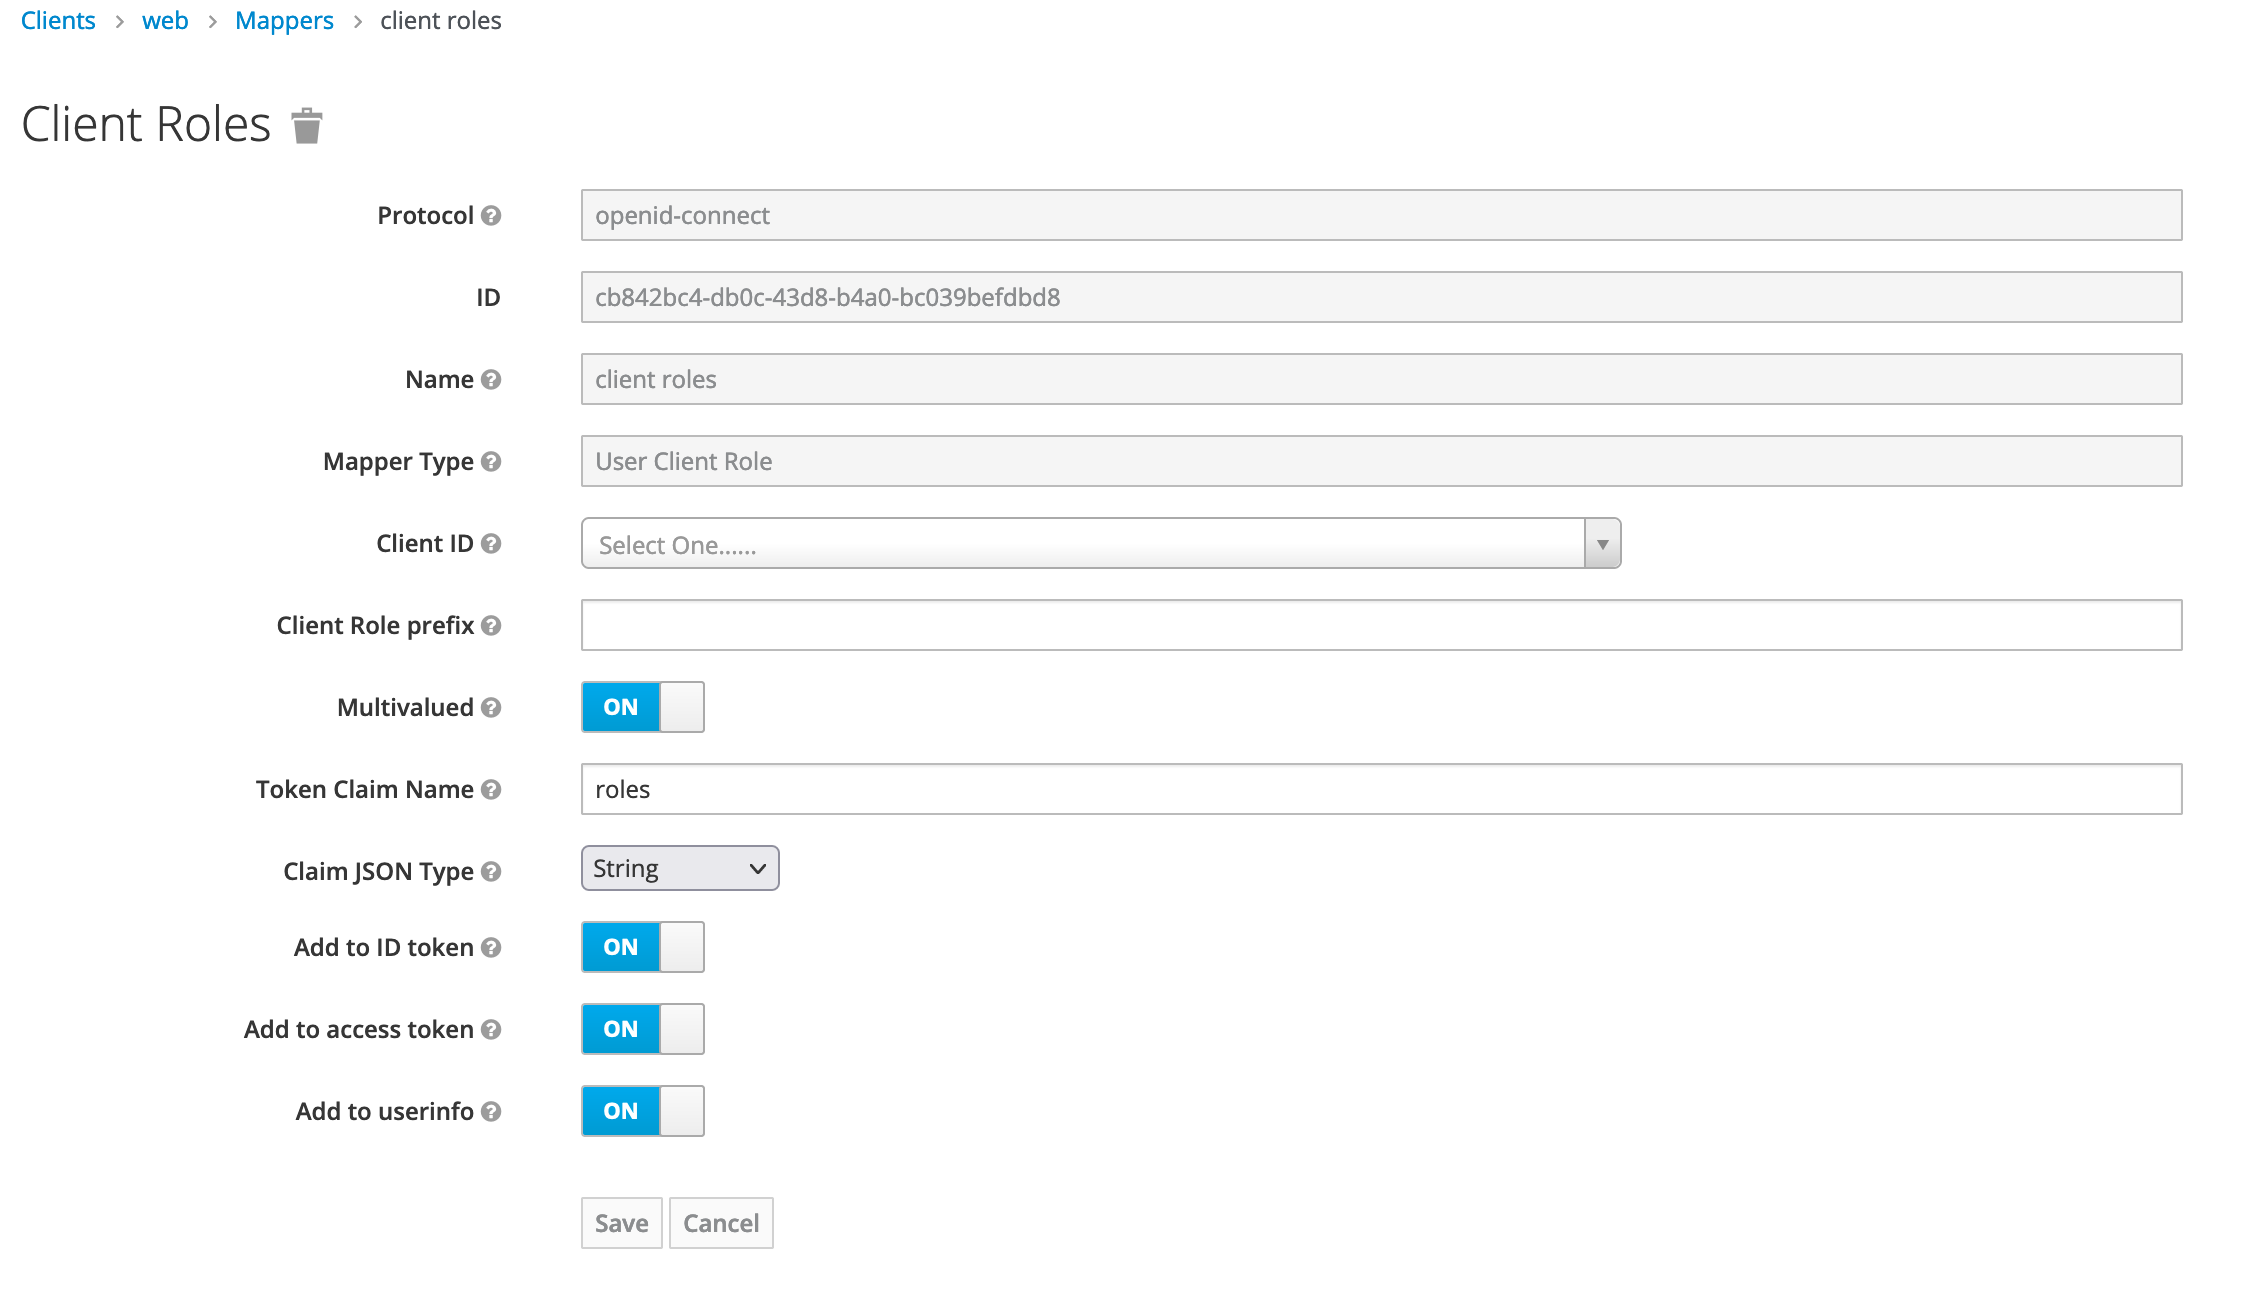 Clients > web > Mappers > client roles
Client Roles
Protocol openid-connect
ID cb842bc4-db0c-43d8-b4a0-bc039befdbd8
Name client roles
Mapper Type User Client Role
Client ID Select One......
Client Role prefix
Multivalued ON
Token Claim Name roles
Claim JSON Type String
Add to ID token ON
Add to access token ON
Add to userinfo ON
Save Cancel